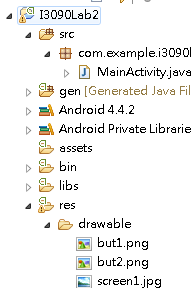 I3090Lab2
src
com.example.i3090l
MainActivity.java
gen [Generated Java Fil
Android 4.4.2
Android Private Librarie
assets
bin
libs
res
drawable
but1.png
but2.png
screen1.jpg